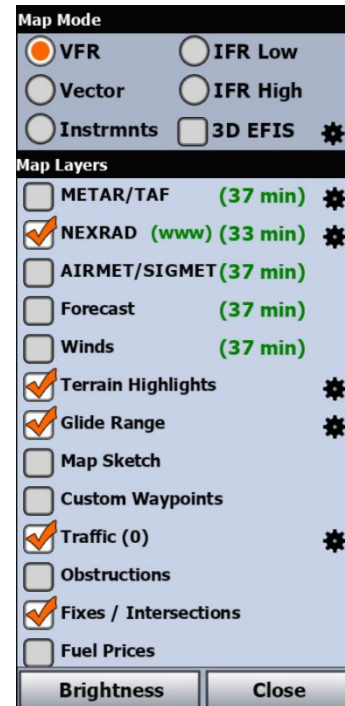 Map Mode
VFR IFR Low
Vector IFR High
Instrmnts 3D EFIS
Map Layers
METAR/TAF (37 min)
NEXRAD (www) (33 min)
AIRMET/SIGMET (37 min)
Forecast (37 min)
Winds (37 min)
Terrain Highlights
Glide Range
Map Sketch
Custom Waypoints
Traffic (0)
Obstructions
Fixes / Intersections
Fuel Prices
Brightness Close